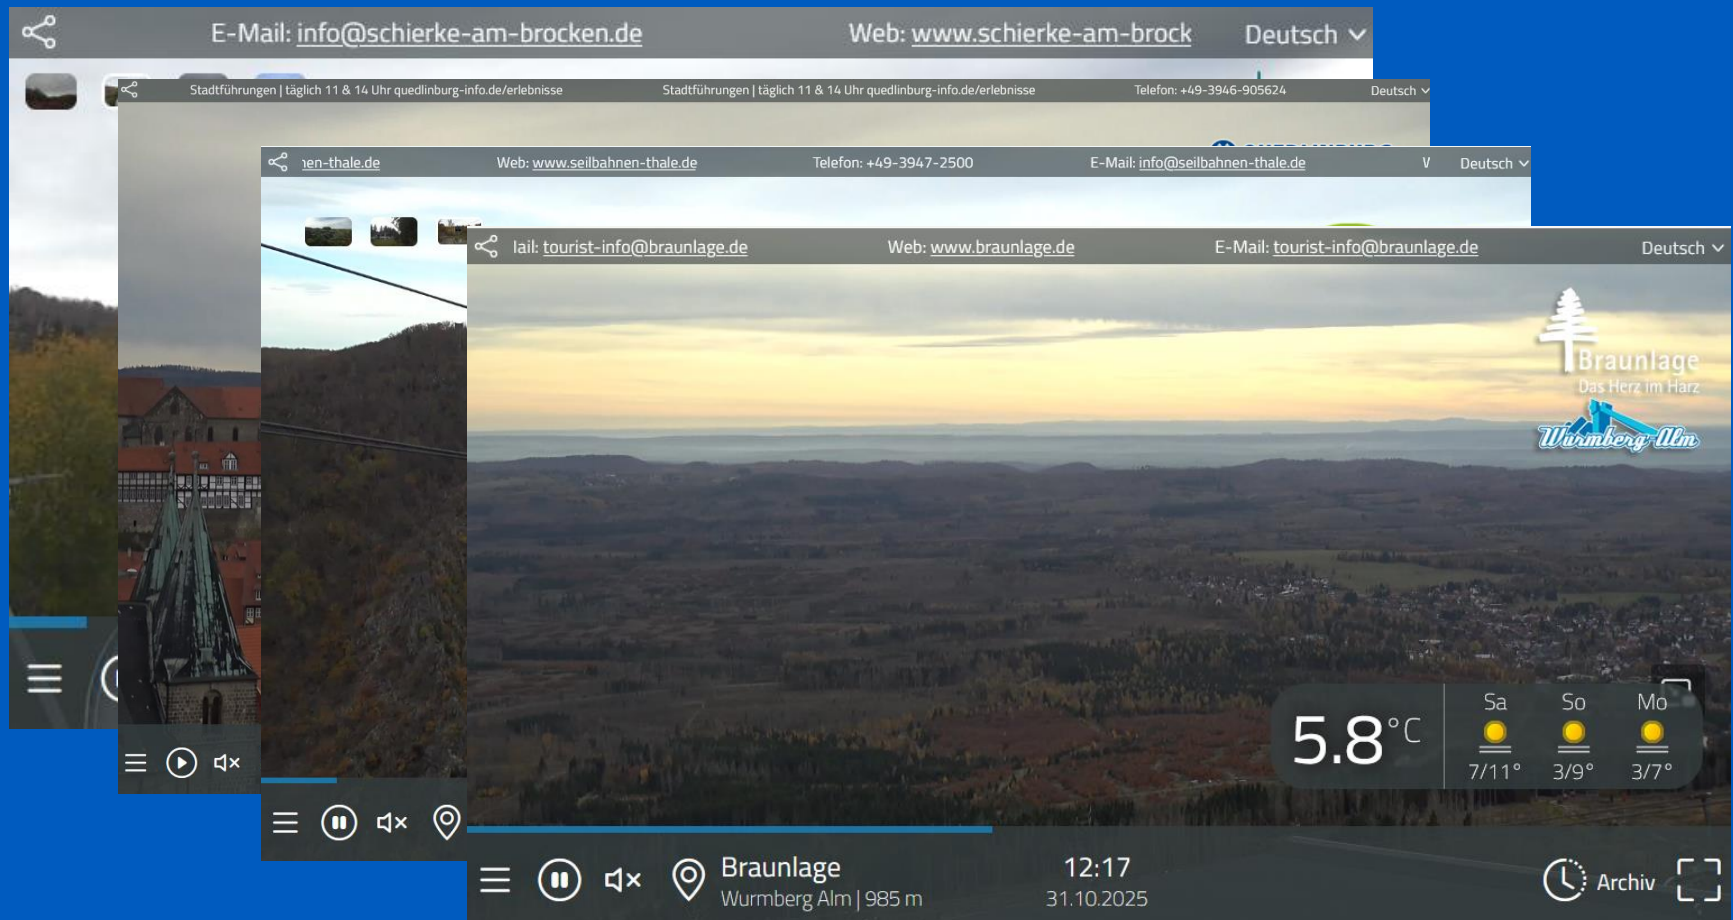 E-Mail: info@schierke-am-brocken.de Web: www.schierke-am-brock Deutsch
Stadtführungen | täglich 11 & 14 Uhr quedlinburg-info.de/erlebnisse Stadtführungen | täglich 11 & 14 Uhr quedlinburg-info.de/erlebnisse Telefon: +49-3946-905624 Deutsch
en-thale.de Web: www.seilbahnen-thale.de Telefon: +49-3947-2500 E-Mail: info@seilbahnen-thale.de Deutsch
ail: tourist-info@braunlage.de Web: www.braunlage.de E-Mail: tourist-info@braunlage.de Deutsch
Braunlage
Das Herz im Harz
Wurmberg Alm
5.8°C
Sa So Mo
7/11° 3/9° 3/7°
Braunlage
Wurmberg Alm | 985 m
12:17
31.10.2025
Archiv